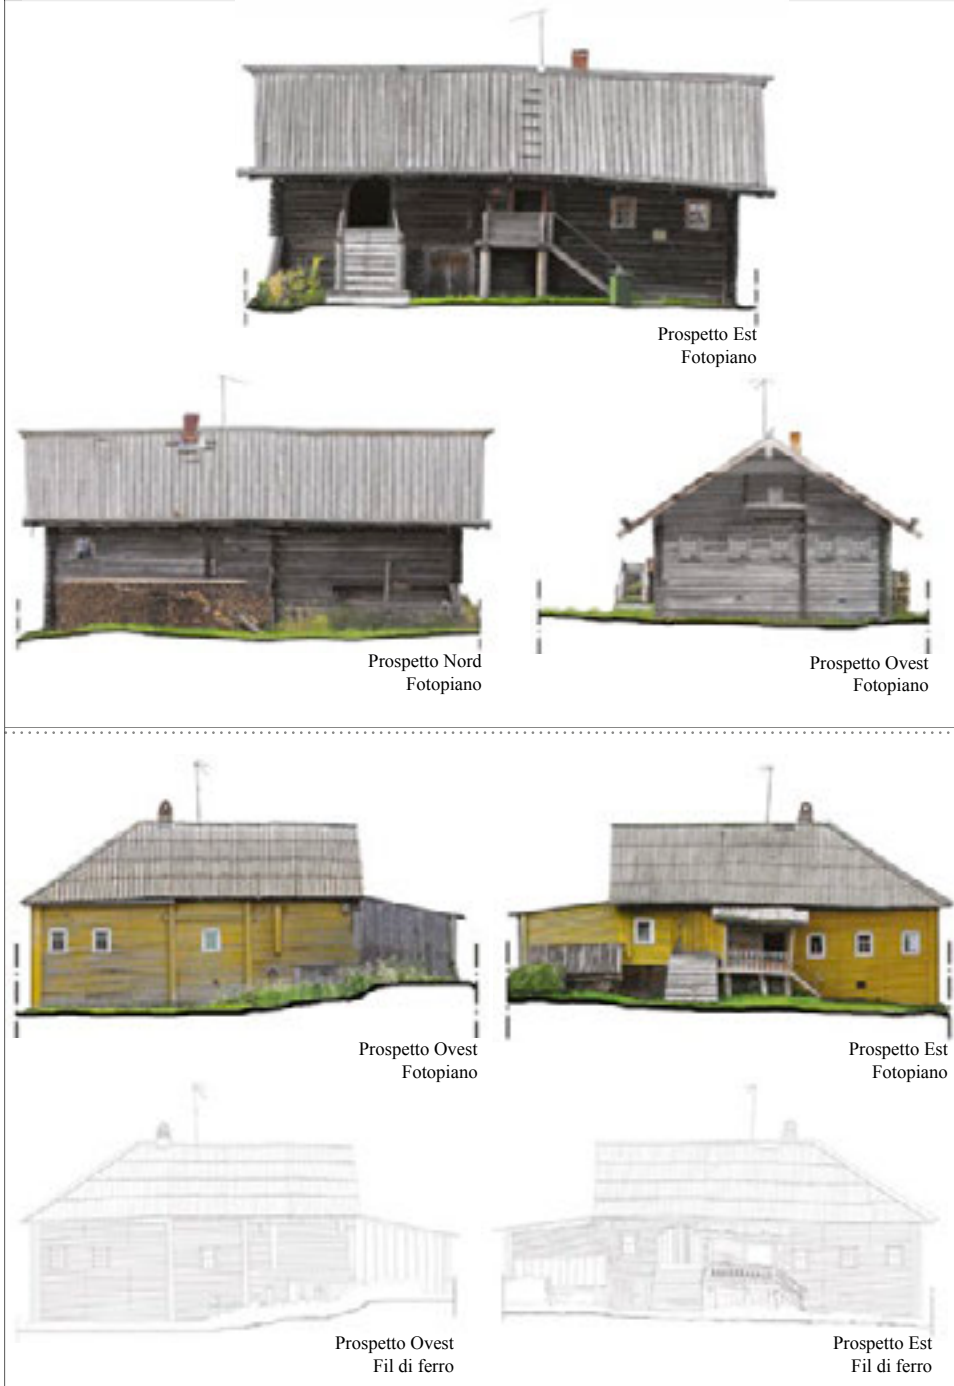 Prospetto Est
Fotopiano
Prospetto Nord
Fotopiano
Prospetto Ovest
Fotopiano
Prospetto Ovest
Fotopiano
Prospetto Est
Fotopiano
Prospetto Ovest
Fil di ferro
Prospetto Est
Fil di ferro